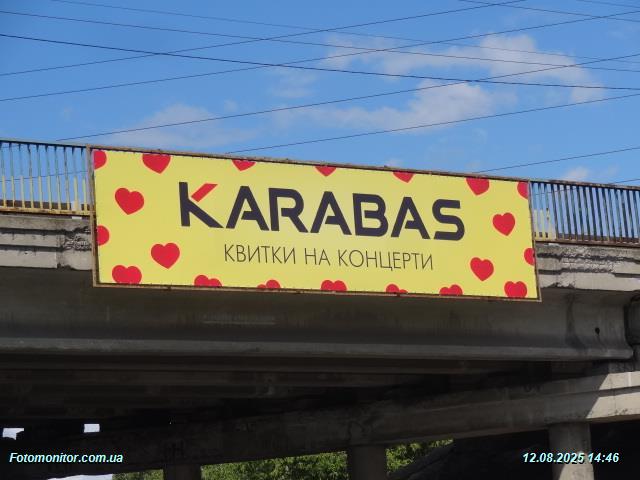 KARABAS
КВИТКИ НА КОНЦЕРТИ
Fotomonitor.com.ua
12.08.2025 14:46